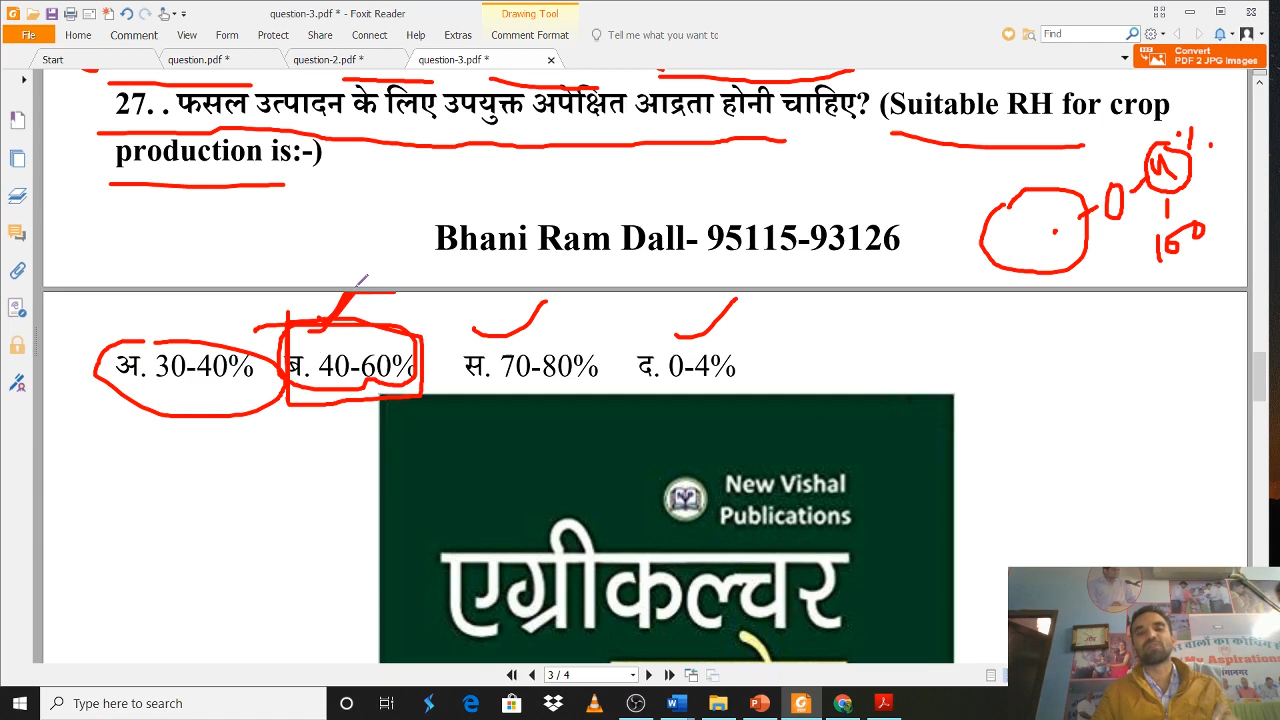 question-3.pdf * - Foxit Reader
Drawing Tool
File Home Comment View Form Protect Share Connect Help Extras Comment Format Tell me what you want to Find
Start question.pdf * question-2.pdf * question-3.pdf *
Convert
PDF 2 JPG Images
27. . फसल उत्पादन के लिए उपयुक्त अपेक्षित आद्रता होनी चाहिए? (Suitable RH for crop
production is:-)
Bhani Ram Dall- 95115-93126
अ. 30-40% ब. 40-60% स. 70-80% द. 0-4%
New Vishal
Publications
एग्रीकल्चर
3 / 4
My Aspirations
Type here to search